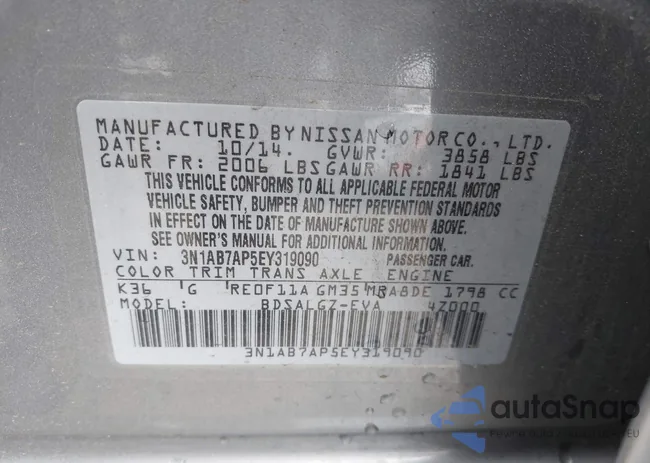 MANUFACTURED BY NISSAN MOTOR CO., LTD.
DATE: 10/14. GVWR: 3858 LBS
GAWR FR: 2006 LBS GAWR RR: 1841 LBS
THIS VEHICLE CONFORMS TO ALL APPLICABLE FEDERAL MOTOR
VEHICLE SAFETY, BUMPER AND THEFT PREVENTION STANDARDS
IN EFFECT ON THE DATE OF MANUFACTURE SHOWN ABOVE.
SEE OWNER'S MANUAL FOR ADDITIONAL INFORMATION.
VIN: 3N1AB7AP5EY319090 PASSENGER CAR.
COLOR TRIM TRANS AXLE ENGINE
K36 G RE0F11A GM35 MRA8DE 1798 CC
MODEL: BDSALGZ-EVA 4Z000
3N1AB7AP5EY319090
autoSnap